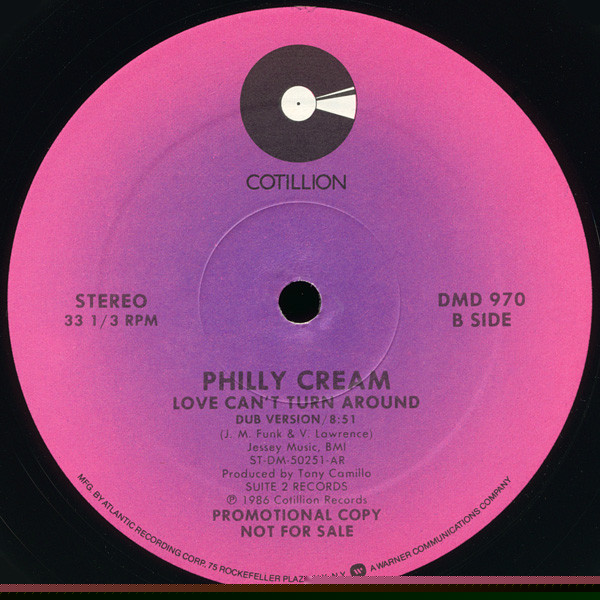 COTILLION
STEREO
33 1/3 RPM
DMD 970
B SIDE
PHILLY CREAM
LOVE CAN'T TURN AROUND
DUB VERSION/8:51
(J. M. Funk & V. Lawrence)
Jessey Music, BMI
ST-DM-50251-AR
Produced by Tony Camillo
SUITE 2 RECORDS
℗ 1986 Cotillion Records
PROMOTIONAL COPY
NOT FOR SALE
MFG. BY ATLANTIC RECORDING CORP. 75 ROCKEFELLER PLAZA N.Y. A WARNER COMMUNICATIONS COMPANY